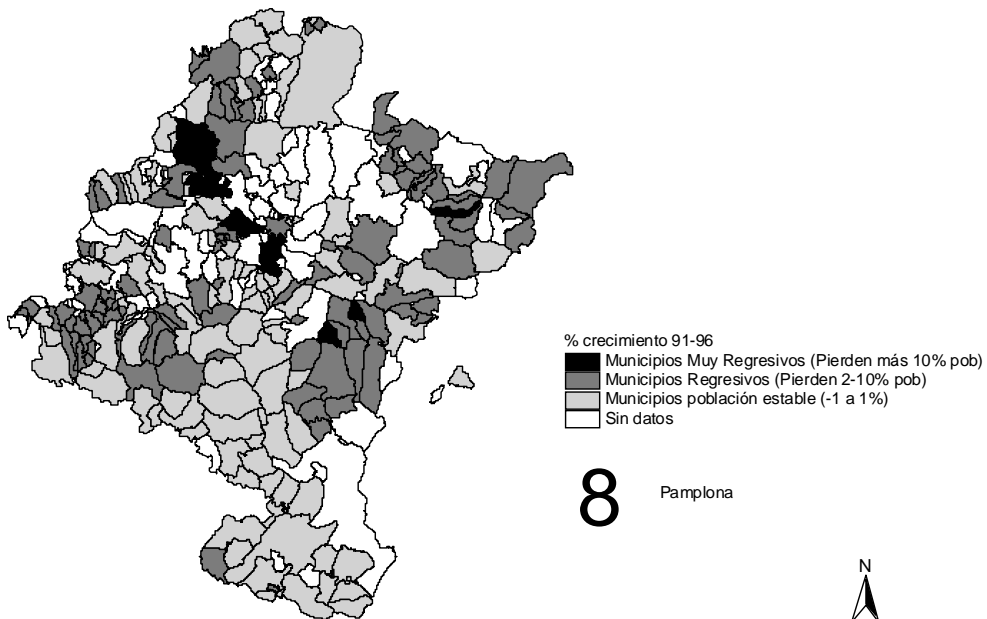 % crecimiento 91-96
Municipios Muy Regresivos (Pierden más 10% pob)
Municipios Regresivos (Pierden 2-10% pob)
Municipios población estable (-1 a 1%)
Sin datos
8 Pamplona
N